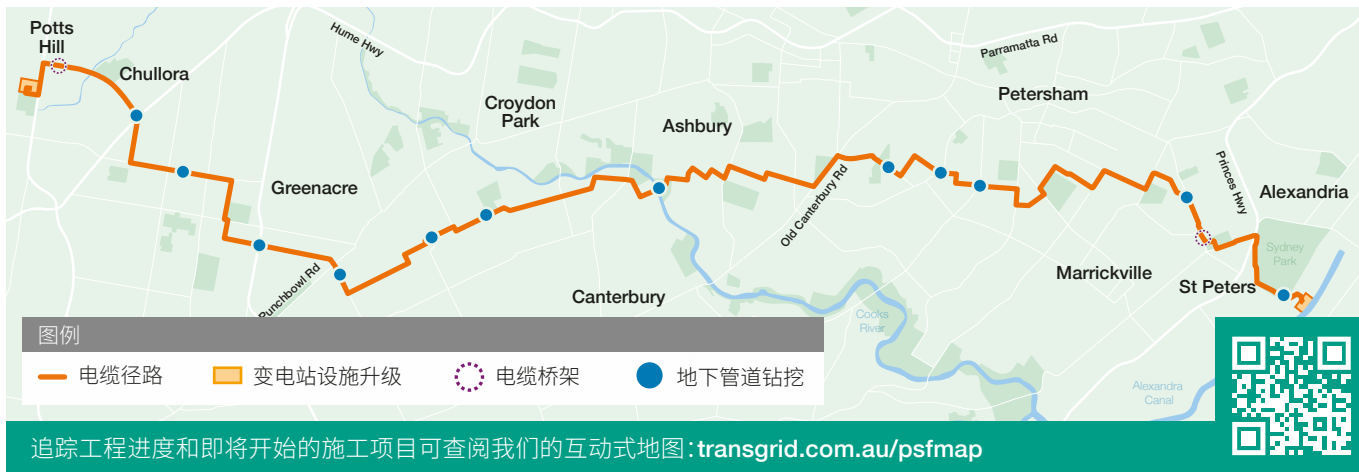 Potts
Hill
Chullora
Hume Hwy
Croydon
Park
Ashbury
Parramatta Rd
Petersham
Greenacre
Old Canterbury Rd
Princes Hwy
Alexandria
Sydney
Park
Punchbowl Rd
Canterbury
Marrickville
St Peters
Cooks
River
Alexandra
Canal
图例
电缆径路
变电站设施升级
电缆桥架
地下管道钻挖
追踪工程进度和即将开始的施工项目可查阅我们的互动式地图:transgrid.com.au/psfmap